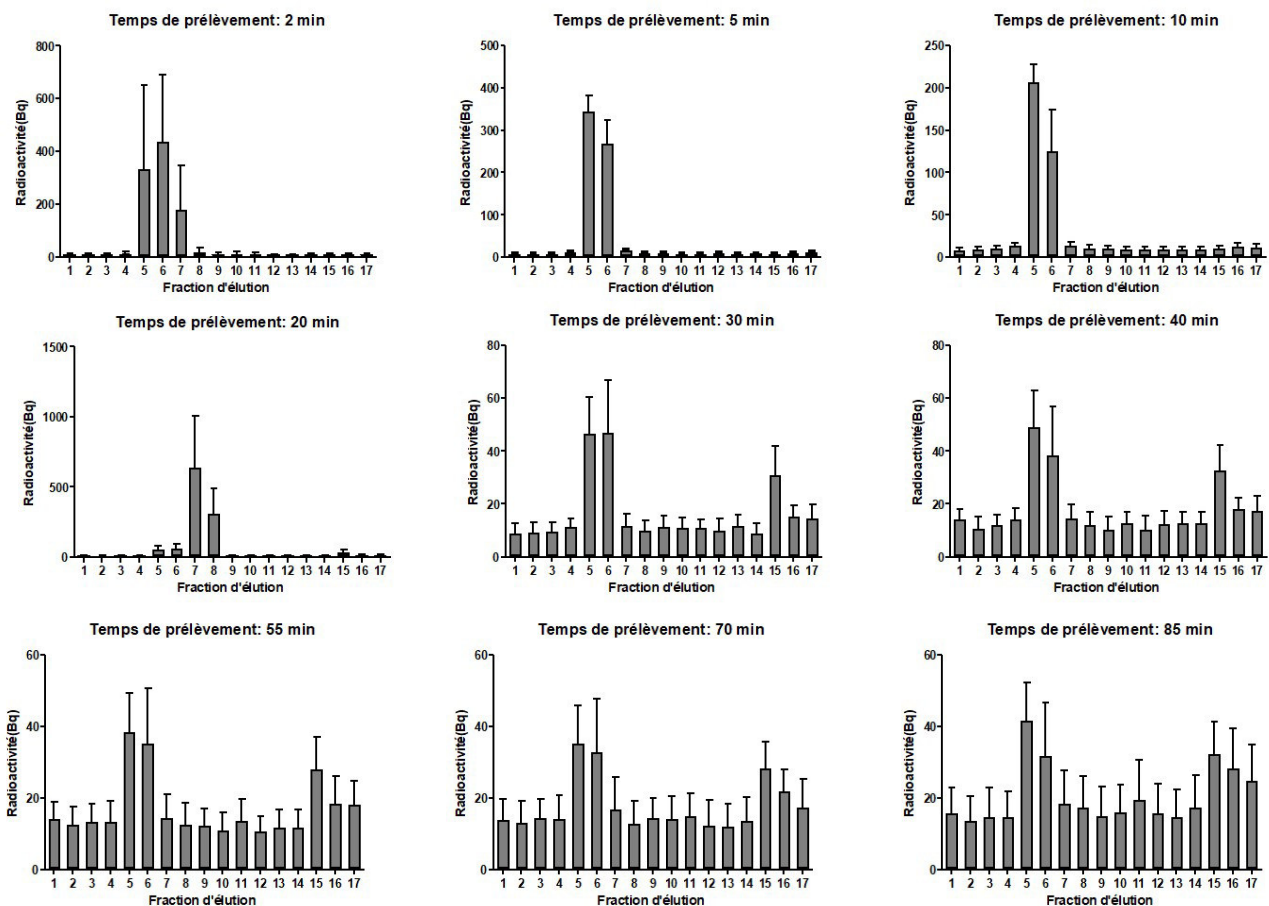 Temps de prélèvement: 2 min
800
600
400
200
0
Radioactivité(Bq)
1 2 3 4 5 6 7 8 9 10 11 12 13 14 15 16 17
Fraction d'élution
Temps de prélèvement: 5 min
500
400
300
200
100
0
Radioactivité(Bq)
1 2 3 4 5 6 7 8 9 10 11 12 13 14 15 16 17
Fraction d'élution
Temps de prélèvement: 10 min
250
200
150
100
50
0
Radioactivité(Bq)
1 2 3 4 5 6 7 8 9 10 11 12 13 14 15 16 17
Fraction d'élution
Temps de prélèvement: 20 min
1500
1000
500
0
Radioactivité(Bq)
1 2 3 4 5 6 7 8 9 10 11 12 13 14 15 16 17
Fraction d'élution
Temps de prélèvement: 30 min
80
60
40
20
0
Radioactivité(Bq)
1 2 3 4 5 6 7 8 9 10 11 12 13 14 15 16 17
Fraction d'élution
Temps de prélèvement: 40 min
80
60
40
20
0
Radioactivité(Bq)
1 2 3 4 5 6 7 8 9 10 11 12 13 14 15 16 17
Fraction d'élution
Temps de prélèvement: 55 min
60
40
20
0
Radioactivité(Bq)
1 2 3 4 5 6 7 8 9 10 11 12 13 14 15 16 17
Fraction d'élution
Temps de prélèvement: 70 min
60
40
20
0
Radioactivité(Bq)
1 2 3 4 5 6 7 8 9 10 11 12 13 14 15 16 17
Fraction d'élution
Temps de prélèvement: 85 min
60
40
20
0
Radioactivité(Bq)
1 2 3 4 5 6 7 8 9 10 11 12 13 14 15 16 17
Fraction d'élution